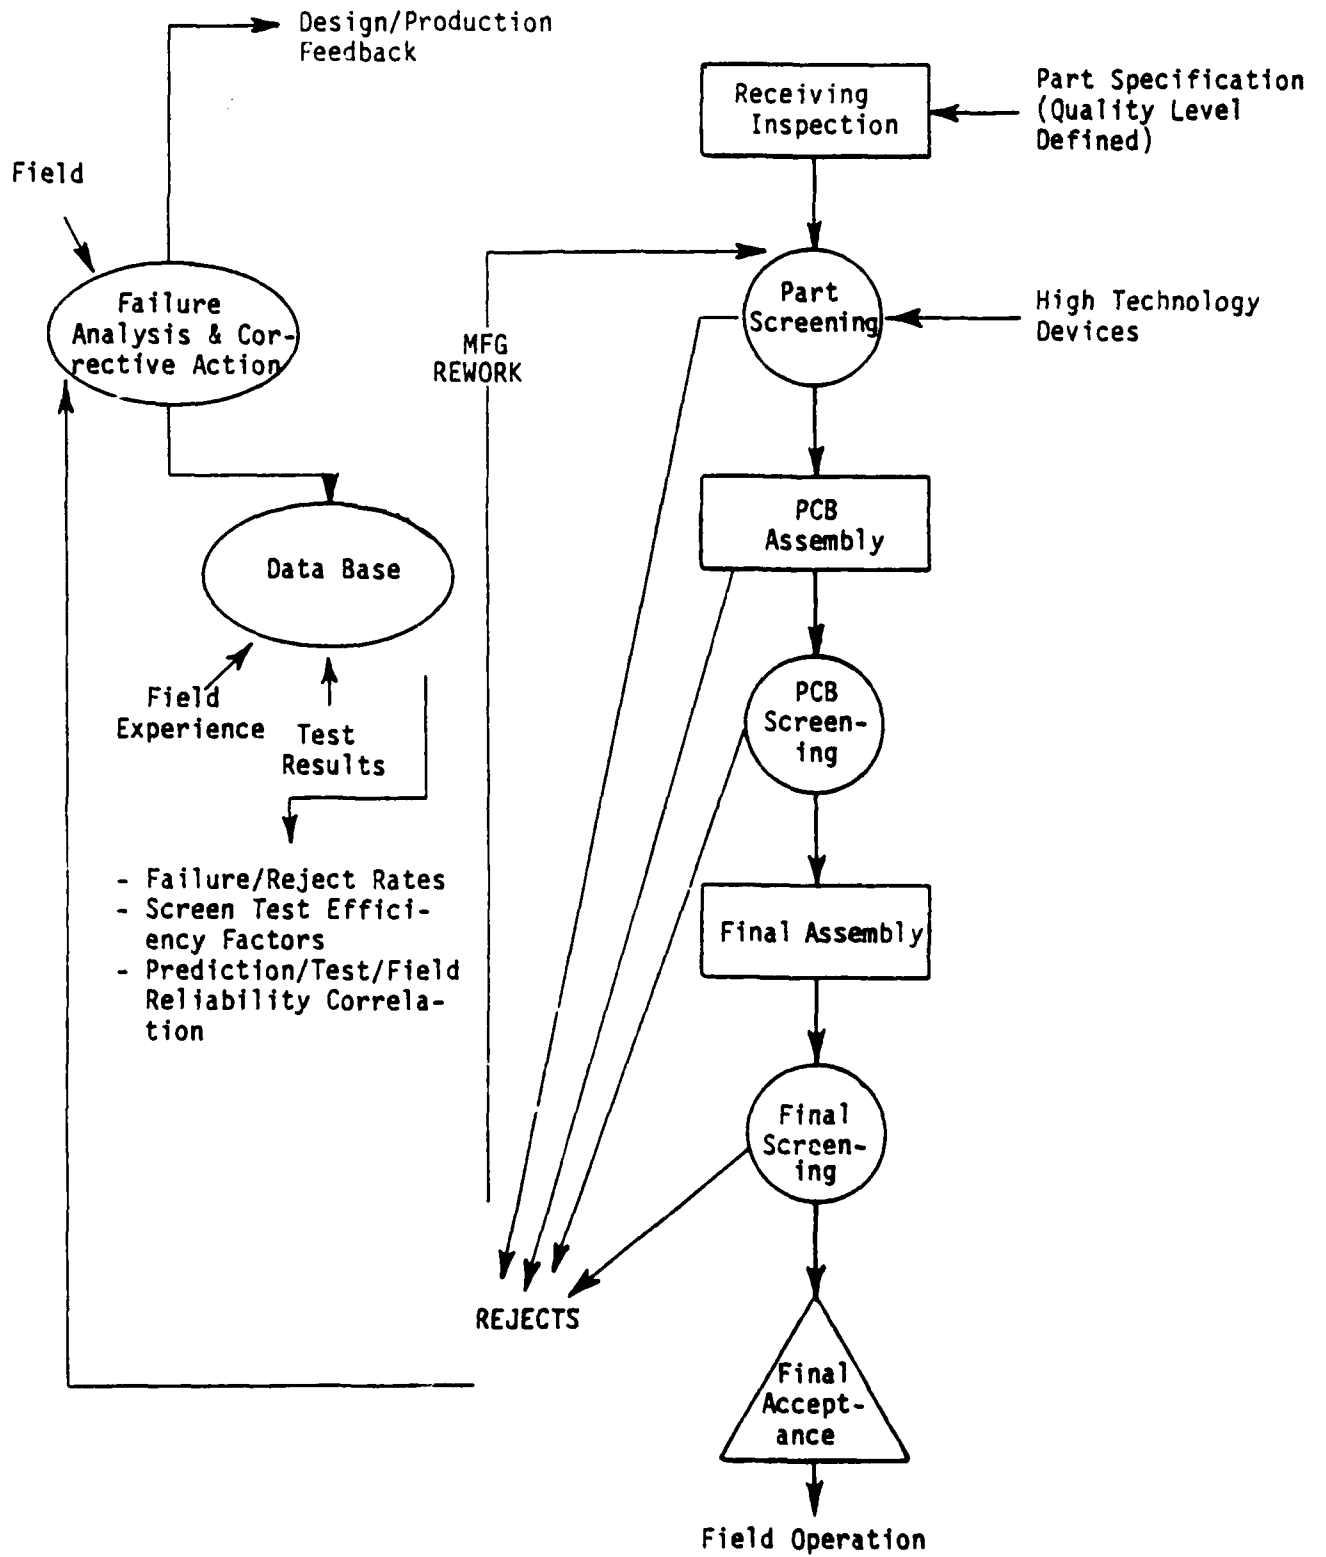 Design/Production
Feedback
Receiving
Inspection
Part Specification
(Quality Level
Defined)
Field
Failure
Analysis & Cor-
rective Action
MFG
REWORK
Part
Screening
High Technology
Devices
PCB
Assembly
Data Base
Field
Experience
Test
Results
PCB
Screen-
ing
- Failure/Reject Rates
- Screen Test Effici-
ency Factors
- Prediction/Test/Field
Reliability Correla-
tion
Final Assembly
Final
Screen-
ing
REJECTS
Final
Accept-
ance
Field Operation